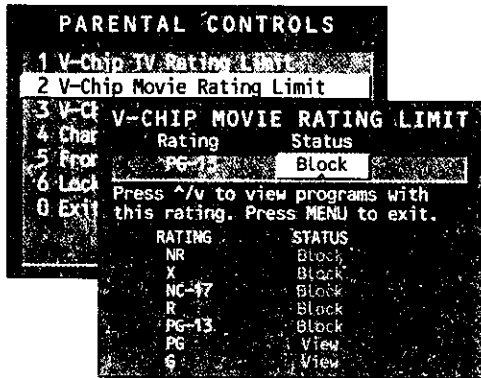 PARENTAL CONTROLS
1 V-Chip TV Rating Limit
2 V-Chip Movie Rating Limit
3 V-Ch
4 Chan
5 Fron
6 Lock
0 Exit
V-CHIP MOVIE RATING LIMIT
Rating Status
PG-13 Block
Press ^/v to view programs with
this rating. Press MENU to exit.
RATING STATUS
NR Block
X Block
NC-17 Block
R Block
PG-13 Block
PG View
G View